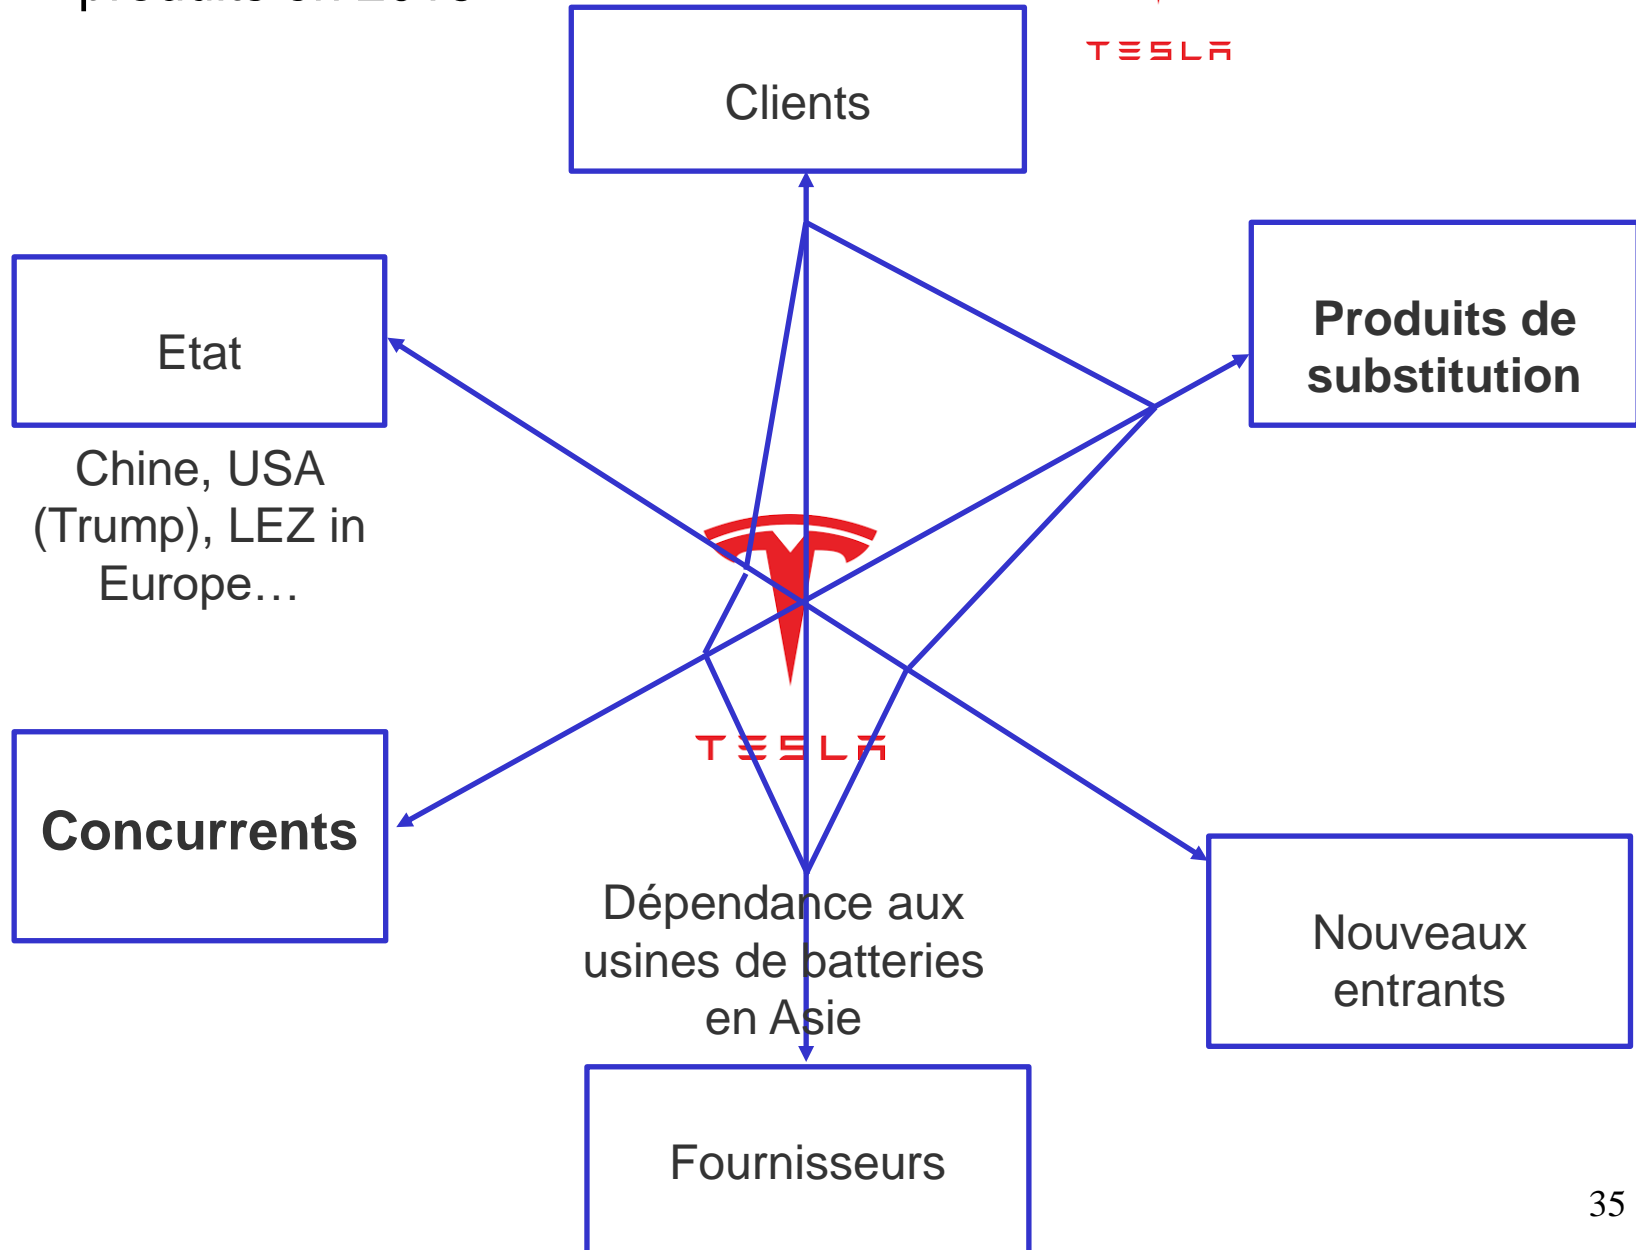 TESLA
Clients
Produits de
substitution
Etat
Chine, USA
(Trump), LEZ in
Europe…
TESLA
Concurrents
Dépendance aux
usines de batteries
en Asie
Nouveaux
entrants
Fournisseurs
35